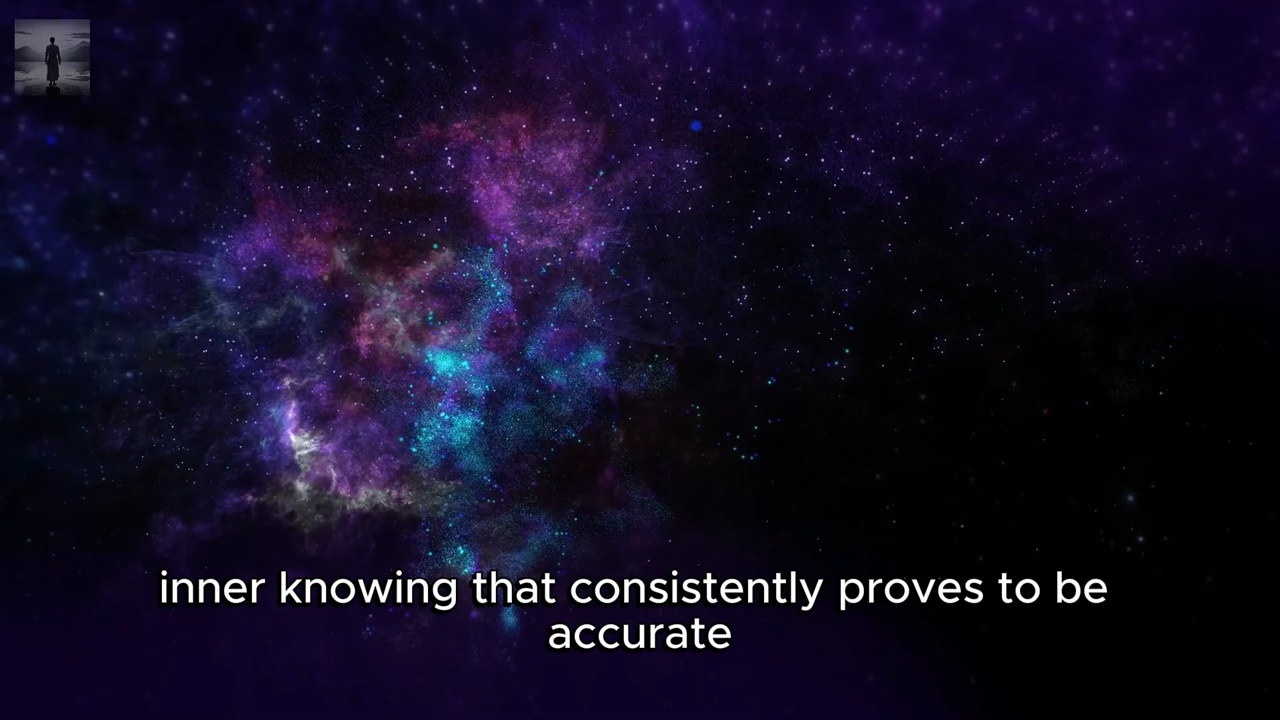 inner knowing that consistently proves to be
accurate